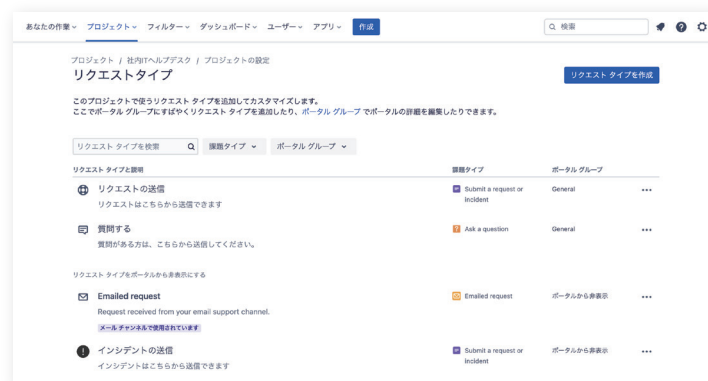 あなたの作業 プロジェクト フィルター ダッシュボード ユーザー アプリ 作成 検索
プロジェクト / 社内ITヘルプデスク / プロジェクトの設定
リクエストタイプ
リクエスト タイプを作成
このプロジェクトで使うリクエスト タイプを追加してカスタマイズします。
ここでポータル グループにすばやくリクエスト タイプを追加したり、ポータル グループ でポータルの詳細を編集したりできます。
リクエスト タイプを検索 課題タイプ ポータル グループ
リクエスト タイプと説明 課題タイプ ポータル グループ
リクエストの送信 Submit a request or General
incident
リクエストはこちらから送信できます
質問する Ask a question General
質問がある方は、こちらから送信してください。
リクエスト タイプをポータルから非表示にする
Emailed request Emailed request ポータルから非表示
Request received from your email support channel.
メール チャンネルで使用されています
インシデントの送信 Submit a request or ポータルから非表示
incident
インシデントはこちらから送信できます